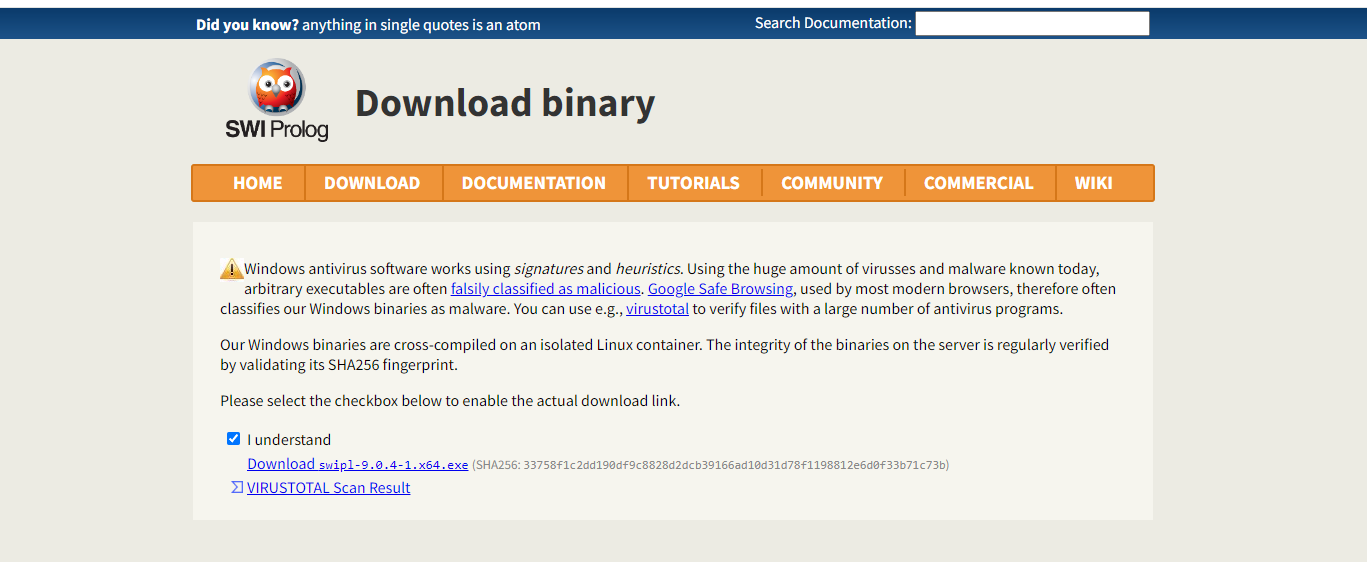 Did you know? anything in single quotes is an atom
Search Documentation:
SWI Prolog
Download binary
HOME DOWNLOAD DOCUMENTATION TUTORIALS COMMUNITY COMMERCIAL WIKI
Windows antivirus software works using signatures and heuristics. Using the huge amount of virusses and malware known today,
arbitrary executables are often falsily classified as malicious. Google Safe Browsing, used by most modern browsers, therefore often
classifies our Windows binaries as malware. You can use e.g., virustotal to verify files with a large number of antivirus programs.
Our Windows binaries are cross-compiled on an isolated Linux container. The integrity of the binaries on the server is regularly verified
by validating its SHA256 fingerprint.
Please select the checkbox below to enable the actual download link.
I understand
Download swipl-9.0.4-1.x64.exe (SHA256: 33758f1c2dd190df9c8828d2dcb39166ad10d31d78f1198812e6d0f33b71c73b)
VIRUSTOTAL Scan Result